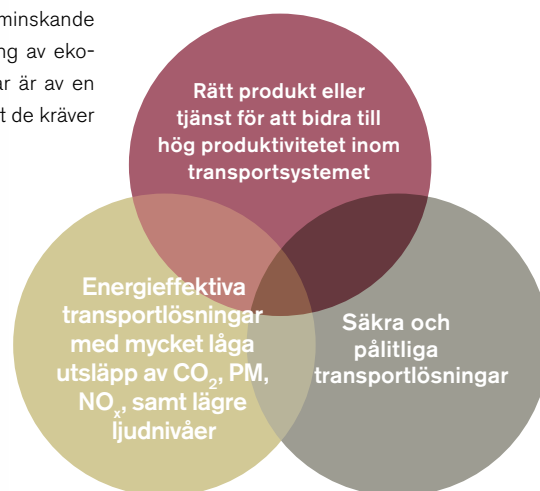 minskande
ng av eko-
ar är av en
t de kräver
Rätt produkt eller
tjänst för att bidra till
hög produktivitetet inom
transportsystemet
Energieffektiva
transportlösningar
med mycket låga
utsläpp av CO₂, PM,
NOₓ, samt lägre
ljudnivåer
Säkra och
pålitliga
transportlösningar